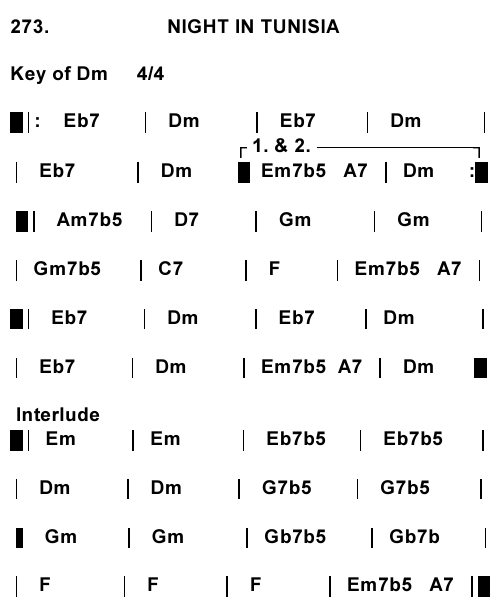 273. NIGHT IN TUNISIA
Key of Dm 4/4
|: Eb7 | Dm | Eb7 | Dm |
1. & 2.
| Eb7 | Dm | Em7b5 A7 | Dm :|
| Am7b5 | D7 | Gm | Gm |
| Gm7b5 | C7 | F | Em7b5 A7 |
| Eb7 | Dm | Eb7 | Dm |
| Eb7 | Dm | Em7b5 A7 | Dm |
Interlude
| Em | Em | Eb7b5 | Eb7b5 |
| Dm | Dm | G7b5 | G7b5 |
| Gm | Gm | Gb7b5 | Gb7b |
| F | F | F | Em7b5 A7 |